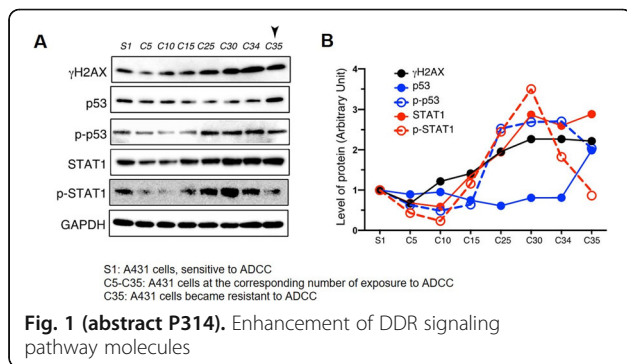 A
S1 C5 C10 C15 C25 C30 C34 C35
γH2AX
p53
p-p53
STAT1
p-STAT1
GAPDH
B
Level of protein (Arbitrary Unit)
4
3
2
1
0
γH2AX
p53
p-p53
STAT1
p-STAT1
S1 C5 C10 C15 C25 C30 C34 C35
S1: A431 cells, sensitive to ADCC
C5-C35: A431 cells at the corresponding number of exposure to ADCC
C35: A431 cells became resistant to ADCC
Fig. 1 (abstract P314). Enhancement of DDR signaling
pathway molecules